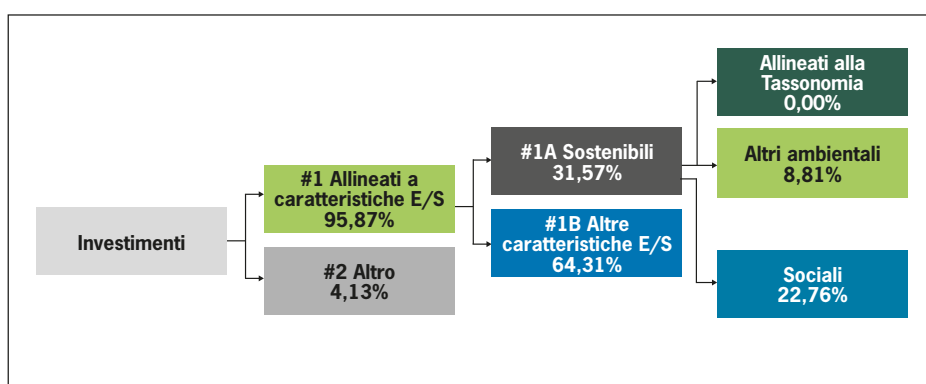 Investimenti
#1 Allineati a
caratteristiche E/S
95,87%
#2 Altro
4,13%
#1A Sostenibili
31,57%
#1B Altre
caratteristiche E/S
64,31%
Allineati alla
Tassonomia
0,00%
Altri ambientali
8,81%
Sociali
22,76%